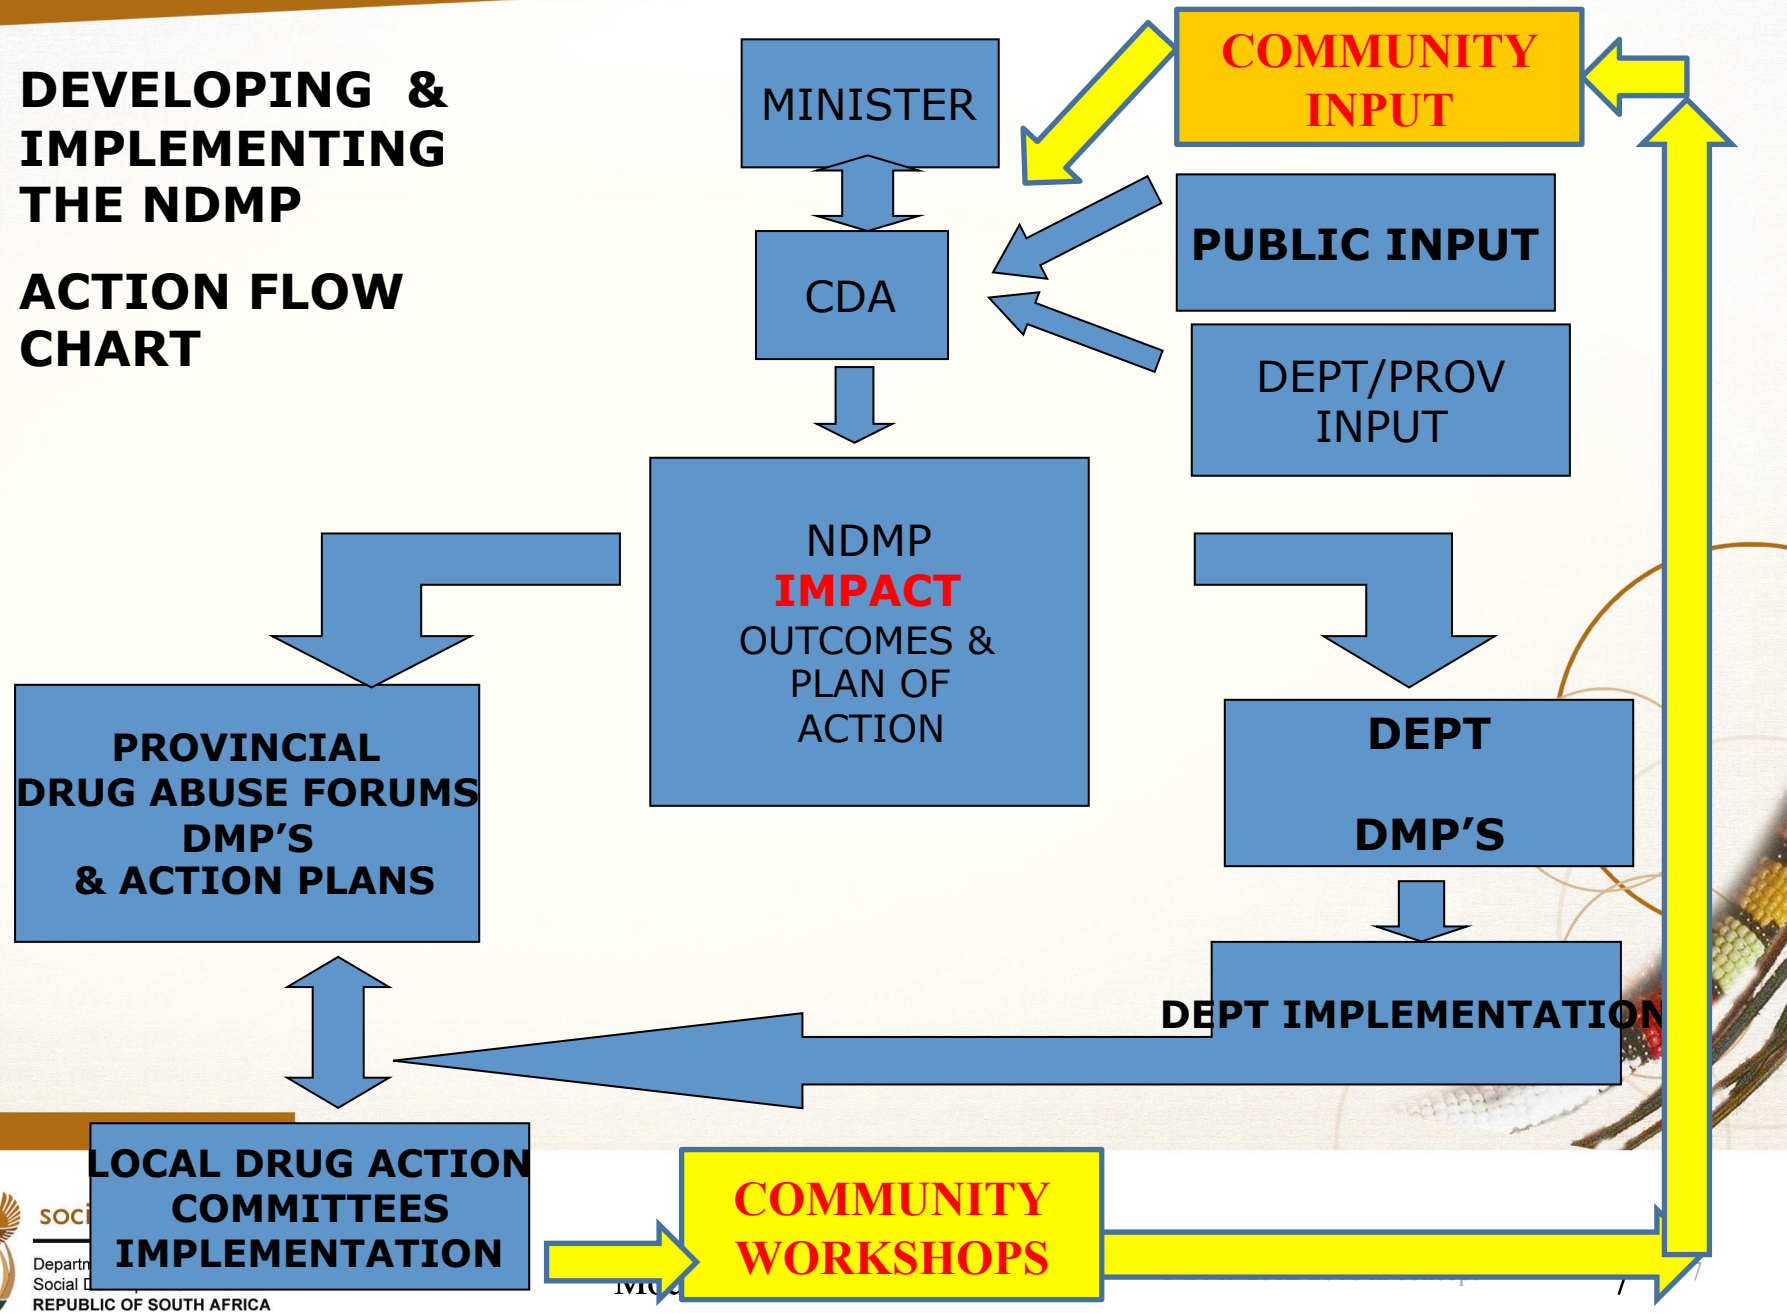 DEVELOPING & 
IMPLEMENTING
THE NDMP
ACTION FLOW
CHART
MINISTER
COMMUNITY
INPUT
PUBLIC INPUT
CDA
DEPT/PROV
INPUT
NDMP
IMPACT
OUTCOMES &
PLAN OF
ACTION
PROVINCIAL
DRUG ABUSE FORUMS
DMP’S
& ACTION PLANS
DEPT
DMP’S
DEPT IMPLEMENTATION
LOCAL DRUG ACTION
COMMITTEES
IMPLEMENTATION
COMMUNITY
WORKSHOPS
REPUBLIC OF SOUTH AFRICA
Social
7
7